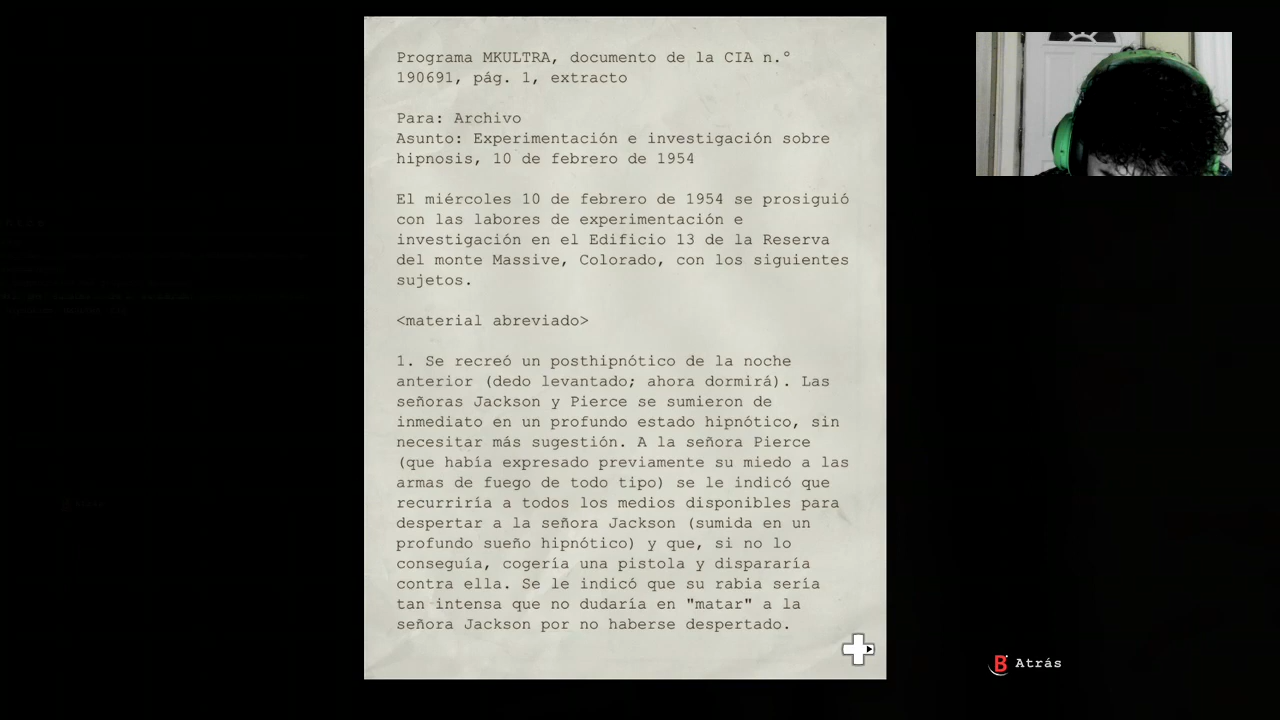 Programa MKULTRA, documento de la CIA n.º
190691, pág. 1, extracto
Para: Archivo
Asunto: Experimentación e investigación sobre
hipnosis, 10 de febrero de 1954
El miércoles 10 de febrero de 1954 se prosiguió
con las labores de experimentación e
investigación en el Edificio 13 de la Reserva
del monte Massive, Colorado, con los siguientes
sujetos.
<material abreviado>
1. Se recreó un posthipnótico de la noche
anterior (dedo levantado; ahora dormirá). Las
señoras Jackson y Pierce se sumieron de
inmediato en un profundo estado hipnótico, sin
necesitar más sugestión. A la señora Pierce
(que había expresado previamente su miedo a las
armas de fuego de todo tipo) se le indicó que
recurriría a todos los medios disponibles para
despertar a la señora Jackson (sumida en un
profundo sueño hipnótico) y que, si no lo
conseguía, cogería una pistola y dispararía
contra ella. Se le indicó que su rabia sería
tan intensa que no dudaría en "matar" a la
señora Jackson por no haberse despertado.
B Atrás